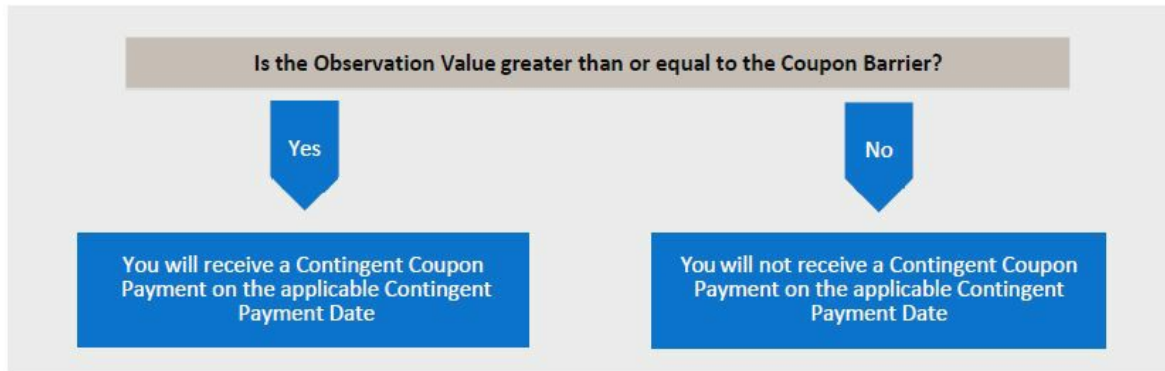 Is the Observation Value greater than or equal to the Coupon Barrier?
Yes
No
You will receive a Contingent Coupon
Payment on the applicable Contingent
Payment Date
You will not receive a Contingent Coupon
Payment on the applicable Contingent
Payment Date